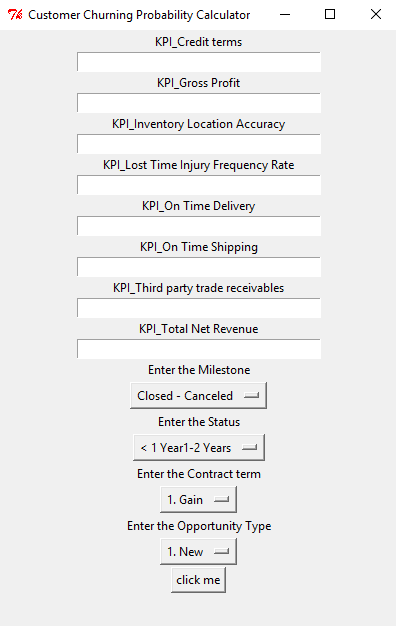 Customer Churning Probability Calculator
KPI_Credit terms
KPI_Gross Profit
KPI_Inventory Location Accuracy
KPI_Lost Time Injury Frequency Rate
KPI_On Time Delivery
KPI_On Time Shipping
KPI_Third party trade receivables
KPI_Total Net Revenue
Enter the Milestone
Closed - Canceled
Enter the Status
< 1 Year1-2 Years
Enter the Contract term
1. Gain
Enter the Opportunity Type
1. New
click me